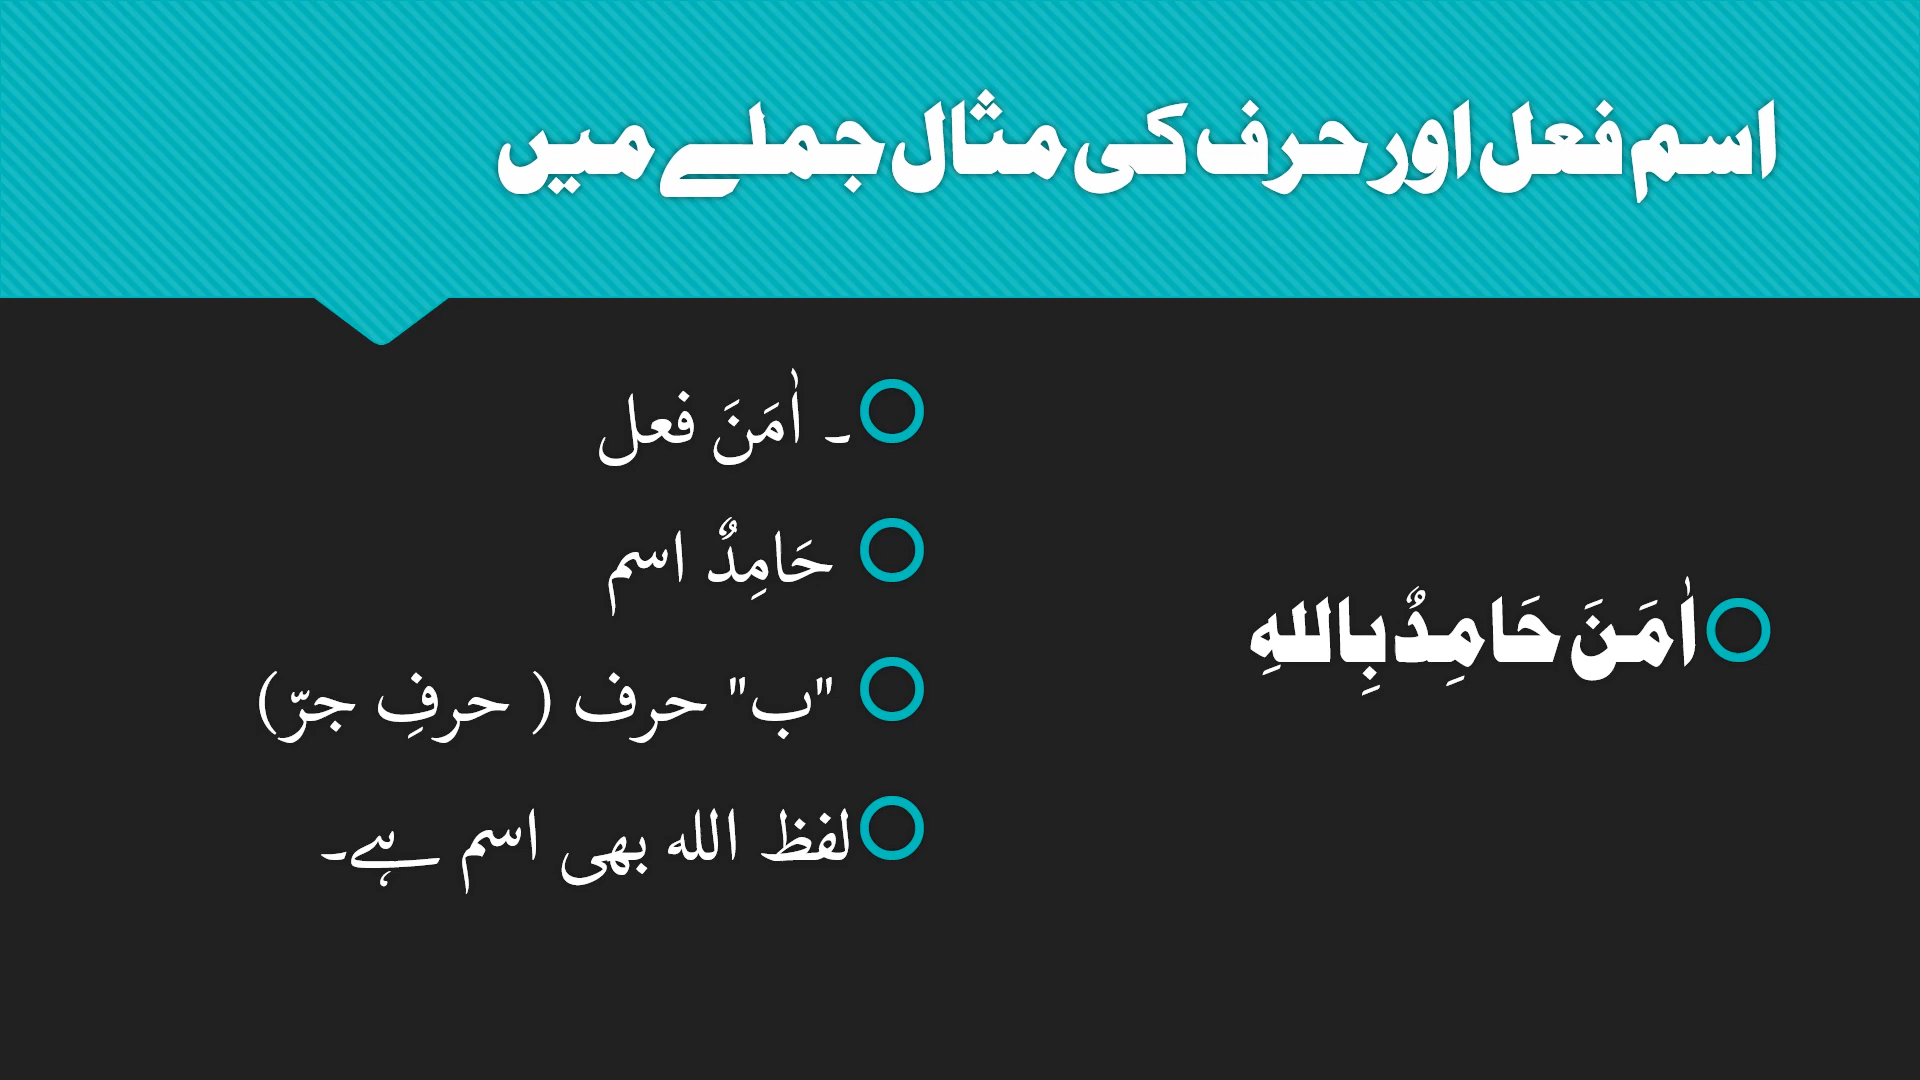 اسم فعل اور حرف کی مثال جملے میں
اٰمَنَ حَامِدٌ بِاللهِ
۔ اٰمَنَ فعل
حَامِدٌ اسم
"ب" حرف ( حرفِ جرّ)
لفظ الله بھی اسم ہے۔